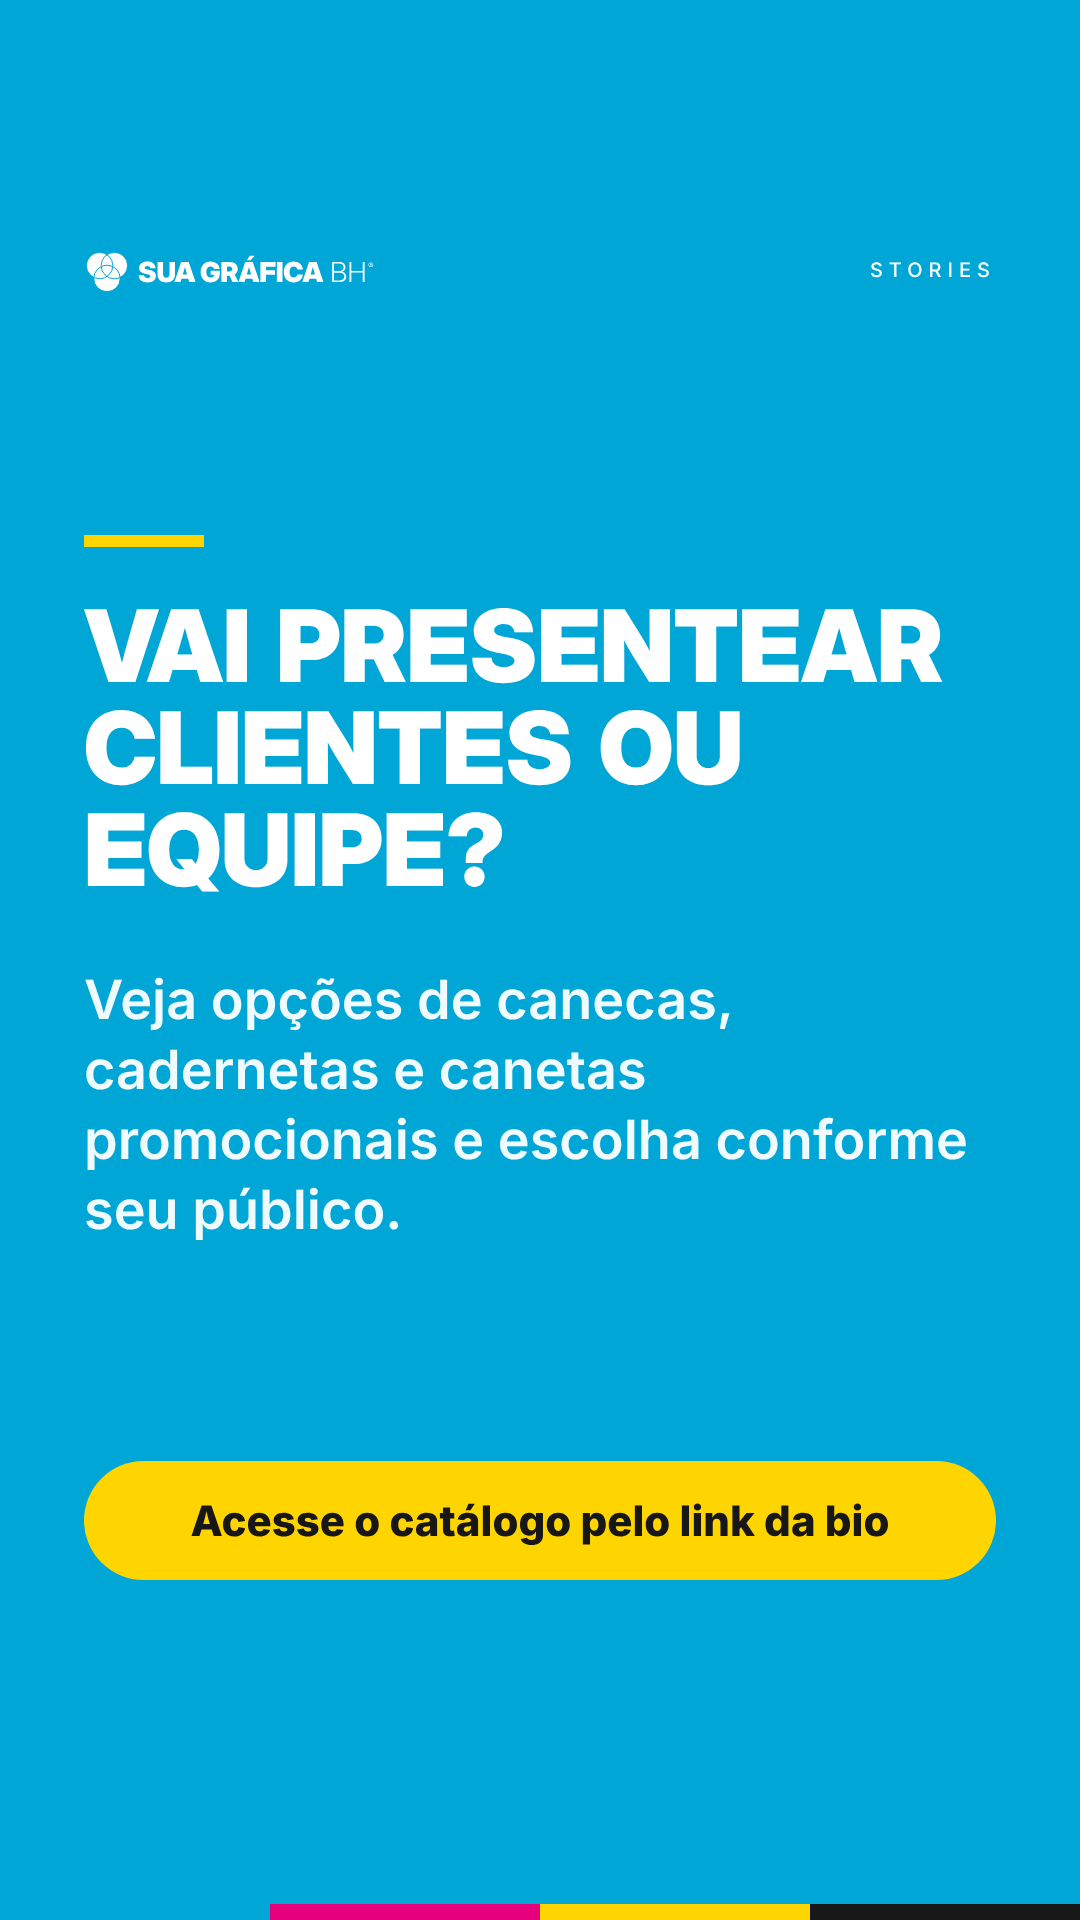 SUA GRÁFICA BH®
STORIES
VAI PRESENTEAR
CLIENTES OU
EQUIPE?
Veja opções de canecas,
cadernetas e canetas
promocionais e escolha conforme
seu público.
Acesse o catálogo pelo link da bio